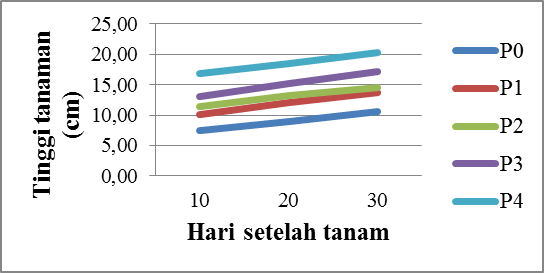 Tinggi tanaman
(cm)
25,00
20,00
15,00
10,00
5,00
0,00
10 20 30
Hari setelah tanam
P0
P1
P2
P3
P4